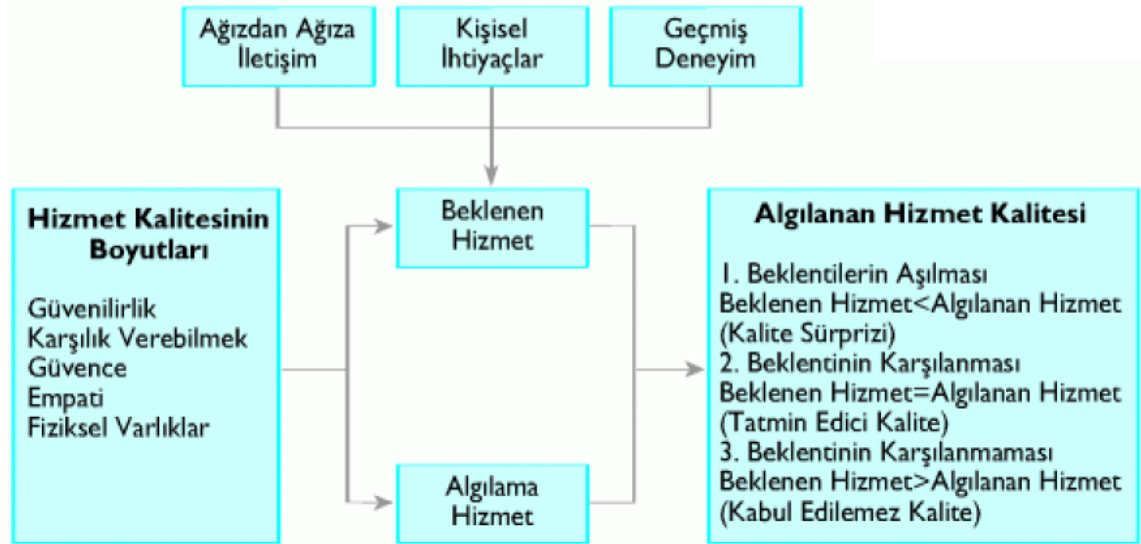 Ağızdan Ağıza
İletişim
Kişisel
İhtiyaçlar
Geçmiş
Deneyim
Hizmet Kalitesinin
Boyutları
Güvenilirlik
Karşılık Verebilmek
Güvence
Empati
Fiziksel Varlıklar
Beklenen
Hizmet
Algılama
Hizmet
Algılanan Hizmet Kalitesi
1. Beklentilerin Aşılması
Beklenen Hizmet<Algılanan Hizmet
(Kalite Sürprizi)
2. Beklentinin Karşılanması
Beklenen Hizmet=Algılanan Hizmet
(Tatmin Edici Kalite)
3. Beklentinin Karşılanmaması
Beklenen Hizmet>Algılanan Hizmet
(Kabul Edilemez Kalite)